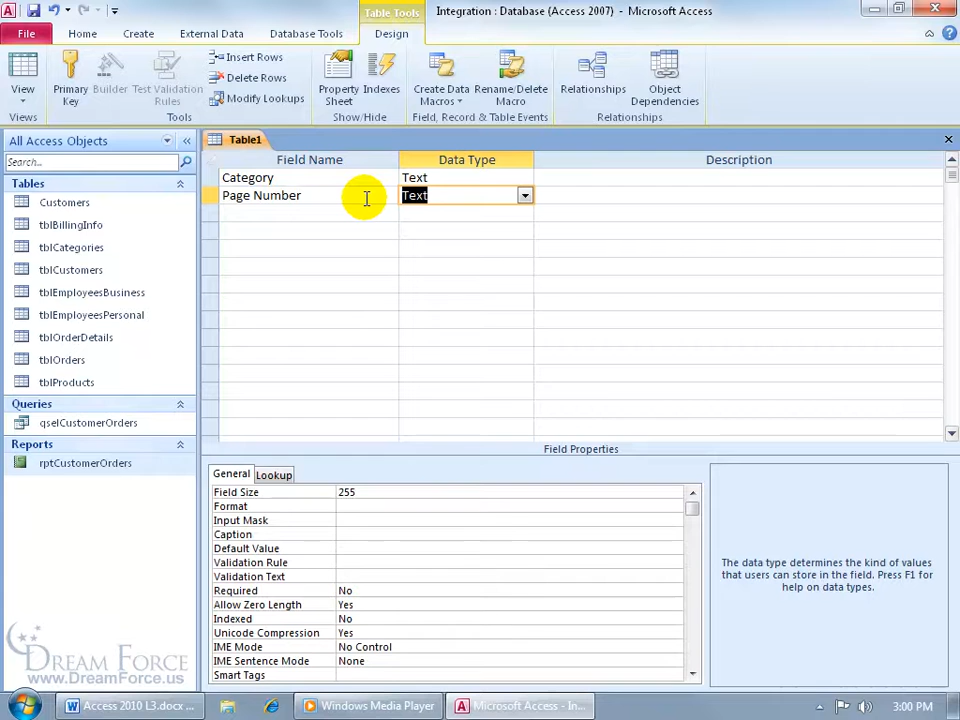 Table Tools
Integration : Database (Access 2007) - Microsoft Access
File
Home
Create
External Data
Database Tools
Design
View
Views
Primary Key
Builder
Test Validation Rules
Insert Rows
Delete Rows
Modify Lookups
Tools
Property Sheet
Indexes
Show/Hide
Create Data Macros
Rename/Delete Macro
Field, Record & Table Events
Relationships
Object Dependencies
Relationships
All Access Objects
Search...
Tables
Customers
tblBillingInfo
tblCategories
tblCustomers
tblEmployeesBusiness
tblEmployeesPersonal
tblOrderDetails
tblOrders
tblProducts
Queries
qselCustomerOrders
Reports
rptCustomerOrders
Table1
Field Name Data Type Description
Category Text
Page Number Text
Field Properties
General Lookup
Field Size 255
Format
Input Mask
Caption
Default Value
Validation Rule
Validation Text
Required No
Allow Zero Length Yes
Indexed No
Unicode Compression Yes
IME Mode No Control
IME Sentence Mode None
Smart Tags
The data type determines the kind of values
that users can store in the field. Press F1 for
help on data types.
DREAM FORCE
www.DreamForce.us
Access 2010 L3.docx ...
Windows Media Player
Microsoft Access - In...
3:00 PM